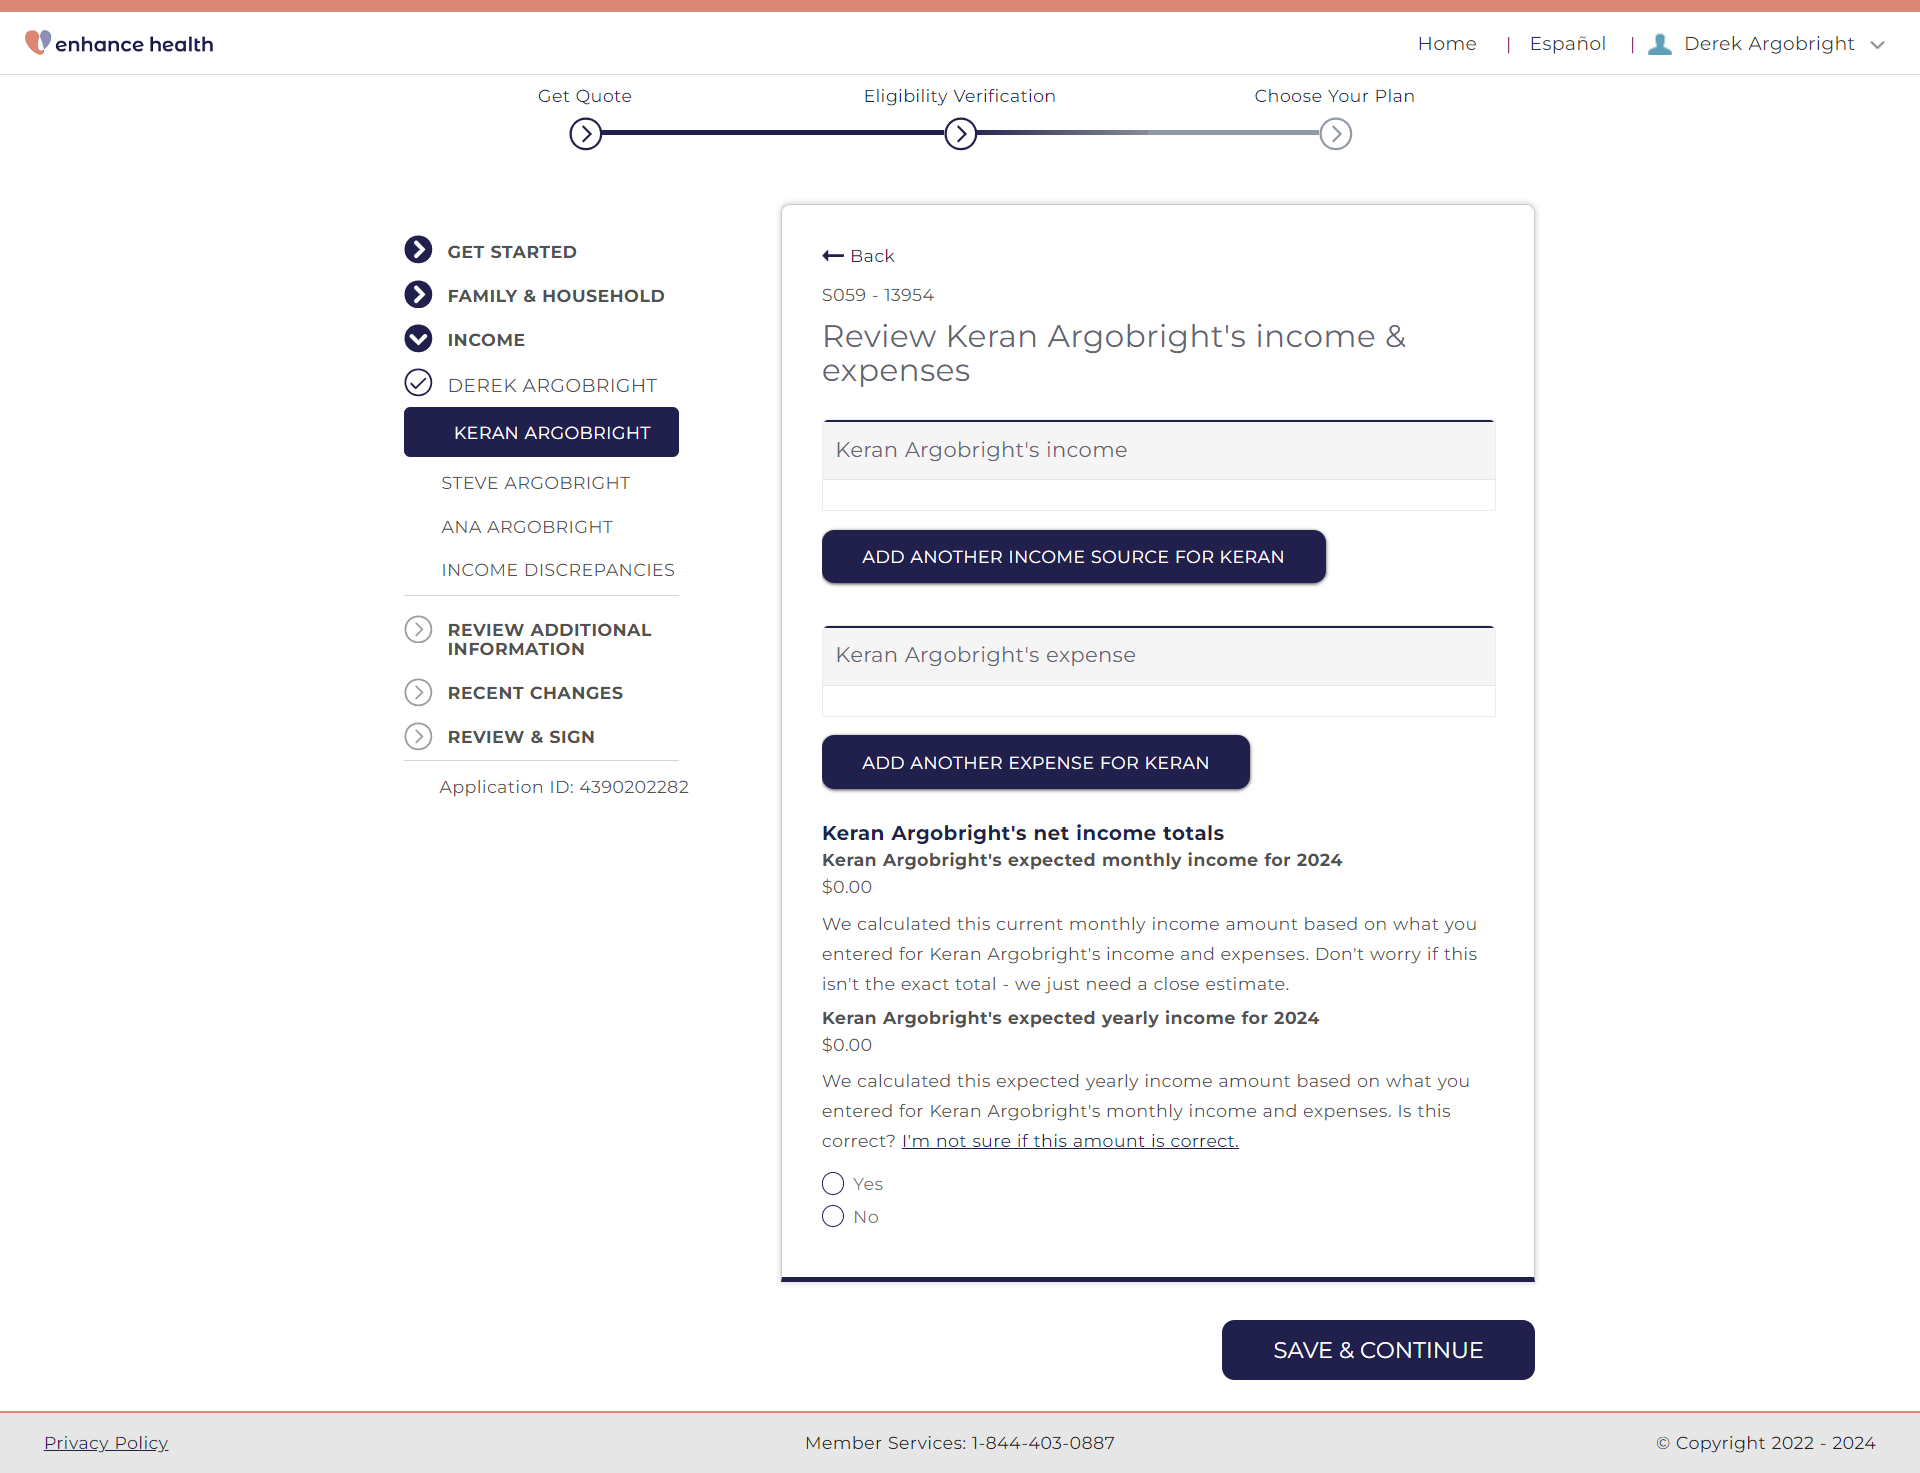 enhance health
Home | Español | Derek Argobright
Get Quote
Eligibility Verification
Choose Your Plan
GET STARTED
FAMILY & HOUSEHOLD
INCOME
DEREK ARGOBRIGHT
KERAN ARGOBRIGHT
STEVE ARGOBRIGHT
ANA ARGOBRIGHT
INCOME DISCREPANCIES
REVIEW ADDITIONAL
INFORMATION
RECENT CHANGES
REVIEW & SIGN
Application ID: 4390202282
Back
S059 - 13954
Review Keran Argobright's income &
expenses
Keran Argobright's income
ADD ANOTHER INCOME SOURCE FOR KERAN
Keran Argobright's expense
ADD ANOTHER EXPENSE FOR KERAN
Keran Argobright's net income totals
Keran Argobright's expected monthly income for 2024
$0.00
We calculated this current monthly income amount based on what you
entered for Keran Argobright's income and expenses. Don't worry if this
isn't the exact total - we just need a close estimate.
Keran Argobright's expected yearly income for 2024
$0.00
We calculated this expected yearly income amount based on what you
entered for Keran Argobright's monthly income and expenses. Is this
correct? I'm not sure if this amount is correct.
Yes
No
SAVE & CONTINUE
Privacy Policy
Member Services: 1-844-403-0887
© Copyright 2022 - 2024